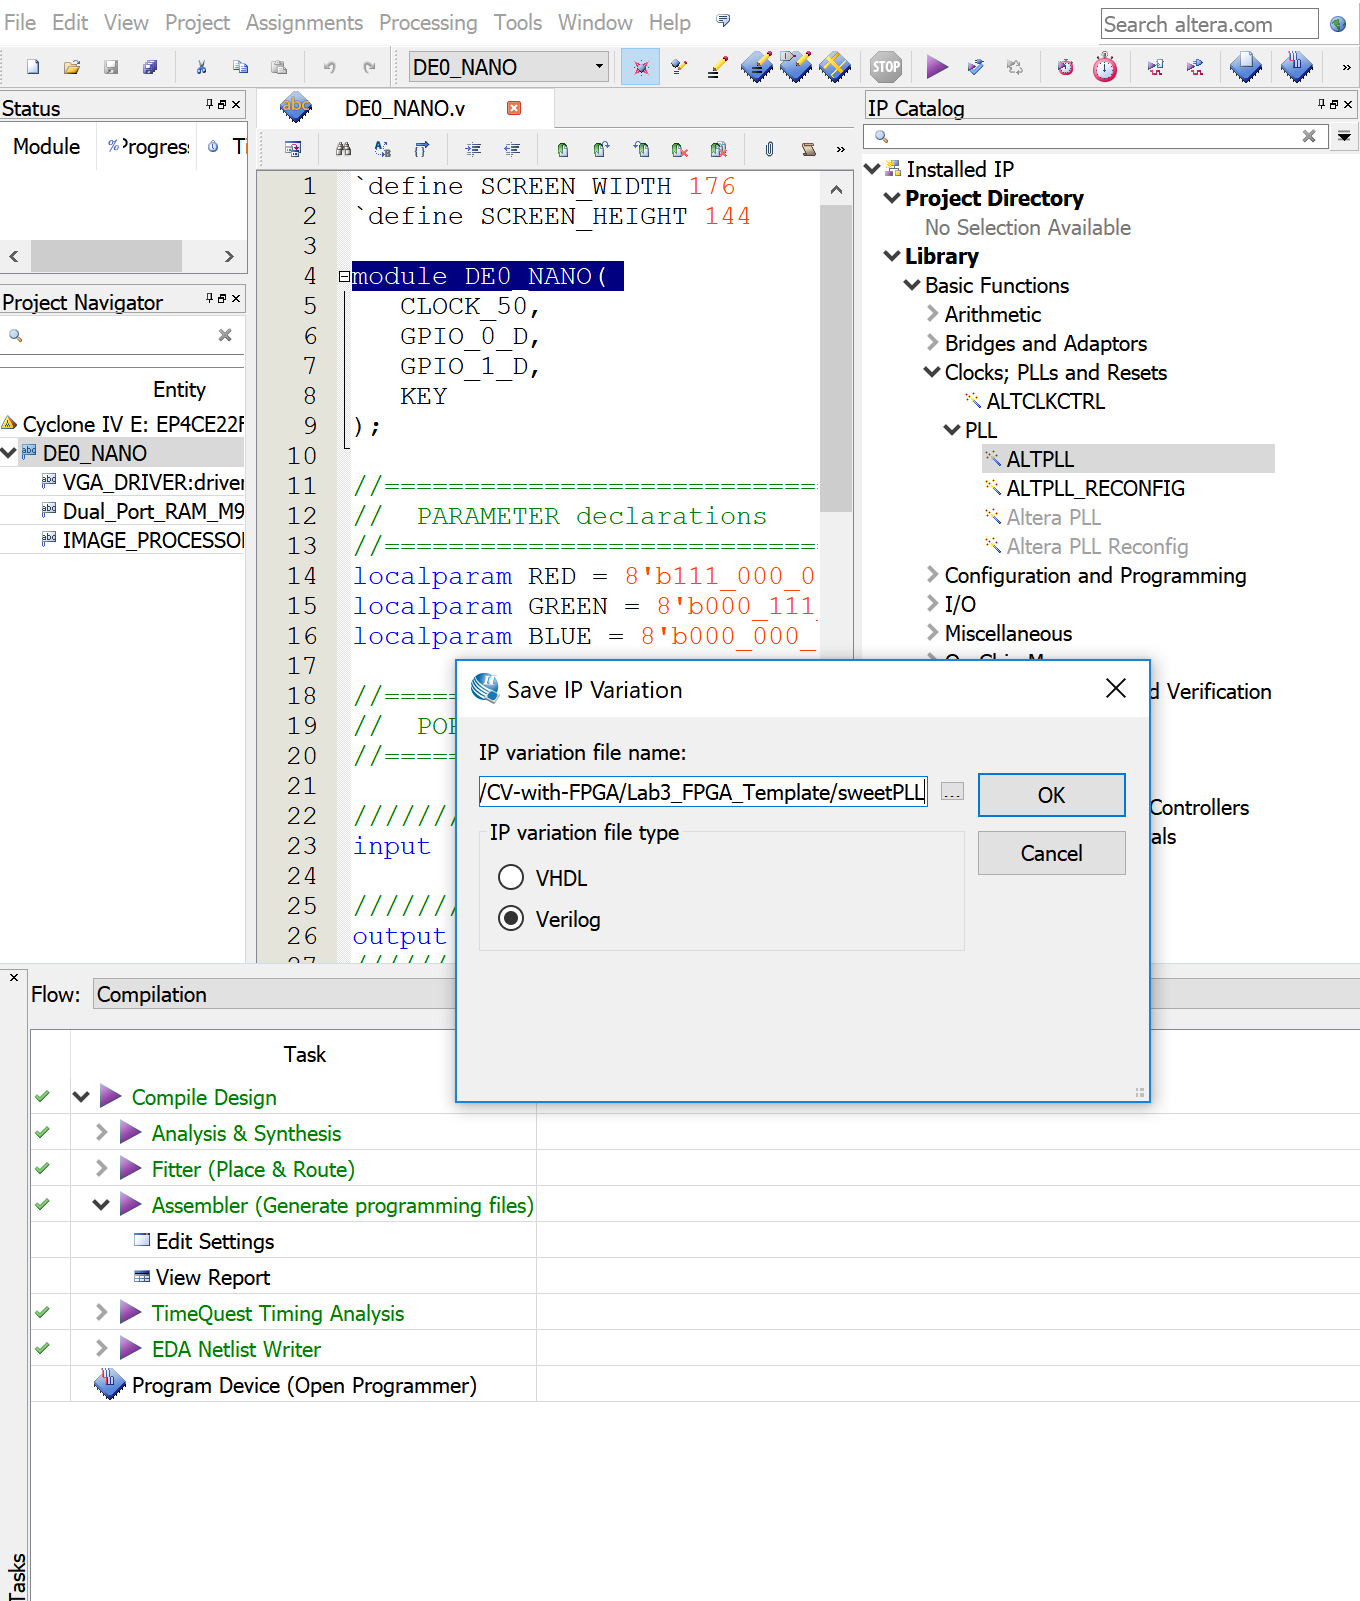 File Edit View Project Assignments Processing Tools Window Help
Search altera.com
DE0_NANO
STOP
Status
Module % Progress
Project Navigator
Entity
Cyclone IV E: EP4CE22F
DE0_NANO
VGA_DRIVER:driver
Dual_Port_RAM_M9
IMAGE_PROCESSOR
abc DE0_NANO.v
1 `define SCREEN_WIDTH 176
2 `define SCREEN_HEIGHT 144
3
4 module DE0_NANO(
5 CLOCK_50,
6 GPIO_0_D,
7 GPIO_1_D,
8 KEY
9 );
10
11 //============================
12 // PARAMETER declarations
13 //============================
14 localparam RED = 8'b111_000_0
15 localparam GREEN = 8'b000_111_
16 localparam BLUE = 8'b000_000_
17
18 //=====
19 // POR
20 //=====
21
22 ///////
23 input
24
25 ///////
26 output
27 ///////
IP Catalog
Installed IP
Project Directory
No Selection Available
Library
Basic Functions
Arithmetic
Bridges and Adaptors
Clocks; PLLs and Resets
ALTCLKCTRL
PLL
ALTPLL
ALTPLL_RECONFIG
Altera PLL
Altera PLL Reconfig
Configuration and Programming
I/O
Miscellaneous
d Verification
Controllers
als
Save IP Variation
IP variation file name:
/CV-with-FPGA/Lab3_FPGA_Template/sweetPLL
...
OK
IP variation file type
Cancel
VHDL
Verilog
Tasks
Flow: Compilation
Task
Compile Design
Analysis & Synthesis
Fitter (Place & Route)
Assembler (Generate programming files)
Edit Settings
View Report
TimeQuest Timing Analysis
EDA Netlist Writer
Program Device (Open Programmer)